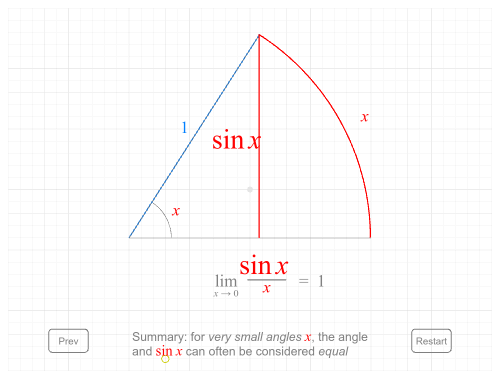 1
sin x
x
x
lim x → 0 sin x / x = 1
Prev
Summary: for very small angles x, the angle
and sin x can often be considered equal
Restart